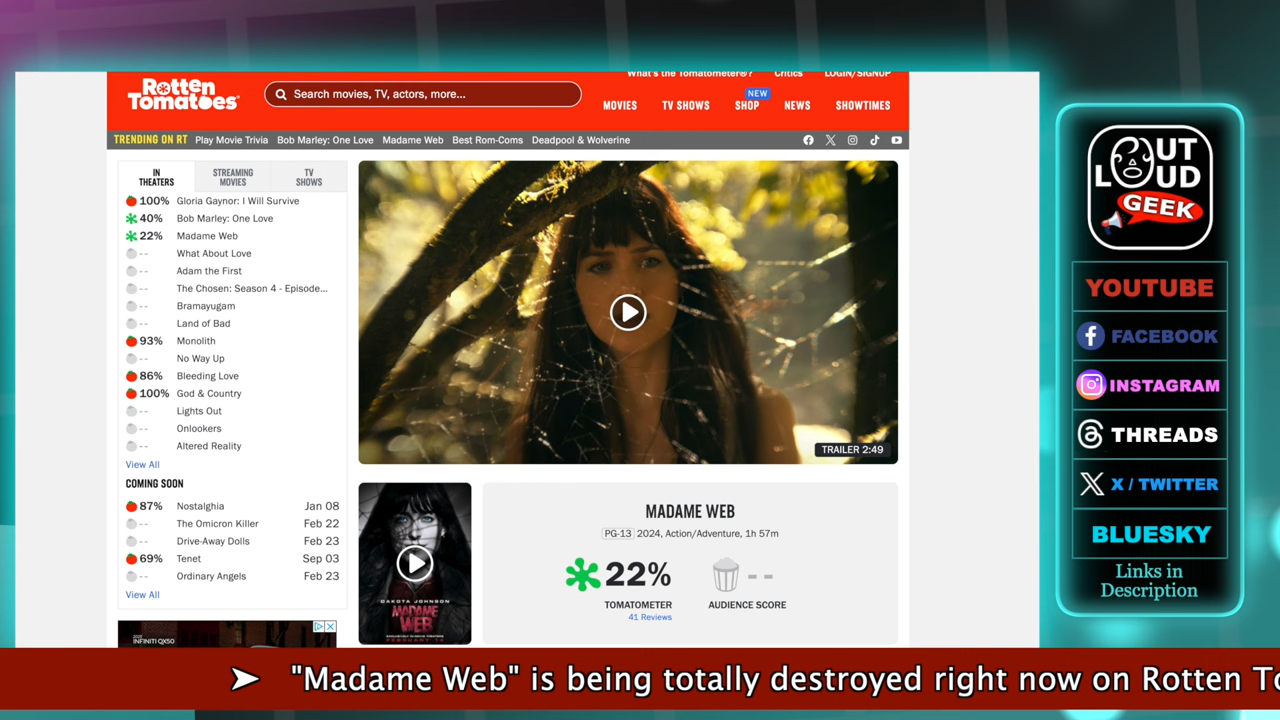 What's the Tomatometer®? Critics LOGIN/SIGNUP
Rotten
Tomatoes
Search movies, TV, actors, more...
NEW
MOVIES TV SHOWS SHOP NEWS SHOWTIMES
TRENDING ON RT Play Movie Trivia Bob Marley: One Love Madame Web Best Rom-Coms Deadpool & Wolverine
IN THEATERS
STREAMING MOVIES
TV SHOWS
100% Gloria Gaynor: I Will Survive
40% Bob Marley: One Love
22% Madame Web
-- What About Love
-- Adam the First
-- The Chosen: Season 4 - Episode...
-- Bramayugam
-- Land of Bad
93% Monolith
-- No Way Up
86% Bleeding Love
100% God & Country
-- Lights Out
-- Onlookers
-- Altered Reality
View All
COMING SOON
87% Nostalghia Jan 08
-- The Omicron Killer Feb 22
-- Drive-Away Dolls Feb 23
69% Tenet Sep 03
-- Ordinary Angels Feb 23
View All
INFINITI QX50
TRAILER 2:49
DAKOTA JOHNSON
MADAME
WEB
EXCLUSIVELY IN MOVIE THEATERS
FEBRUARY 14
MADAME WEB
PG-13 2024, Action/Adventure, 1h 57m
22%
TOMATOMETER
41 Reviews
--
AUDIENCE SCORE
OUT
LOUD
GEEK
YOUTUBE
FACEBOOK
INSTAGRAM
THREADS
X / TWITTER
BLUESKY
Links in
Description
➤ "Madame Web" is being totally destroyed right now on Rotten To